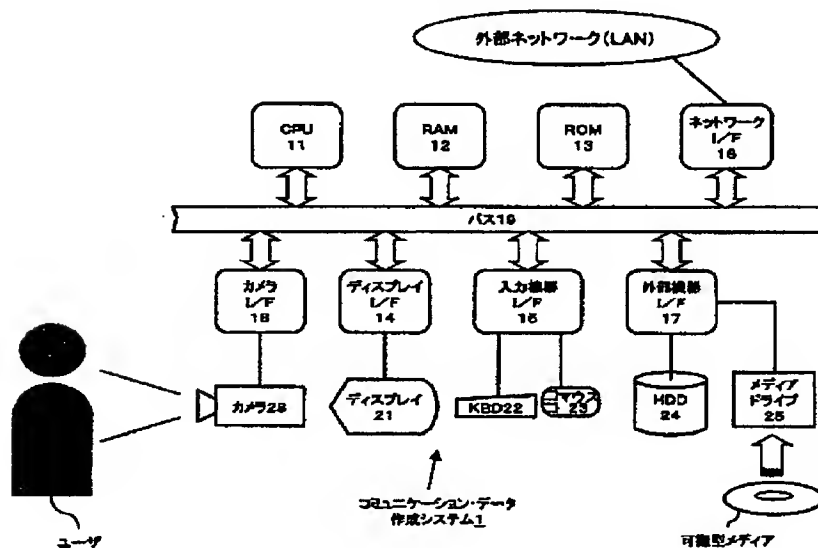 外部ネットワーク(LAN)
CPU
11
RAM
12
ROM
13
ネットワーク
I/F
16
バス19
カメラ
I/F
18
ディスプレイ
I/F
14
入力機器
I/F
15
外部機器
I/F
17
カメラ28
ディスプレイ
21
KBD22
マウス
23
HDD
24
メディア
ドライブ
25
コミュニケーション・データ
作成システム1
ユーザ
可搬型メディア